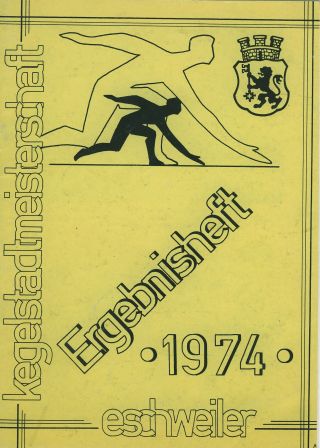 kegelstadtmeisterschaft
Ergebnisheft
• 1974 •
eschweiler